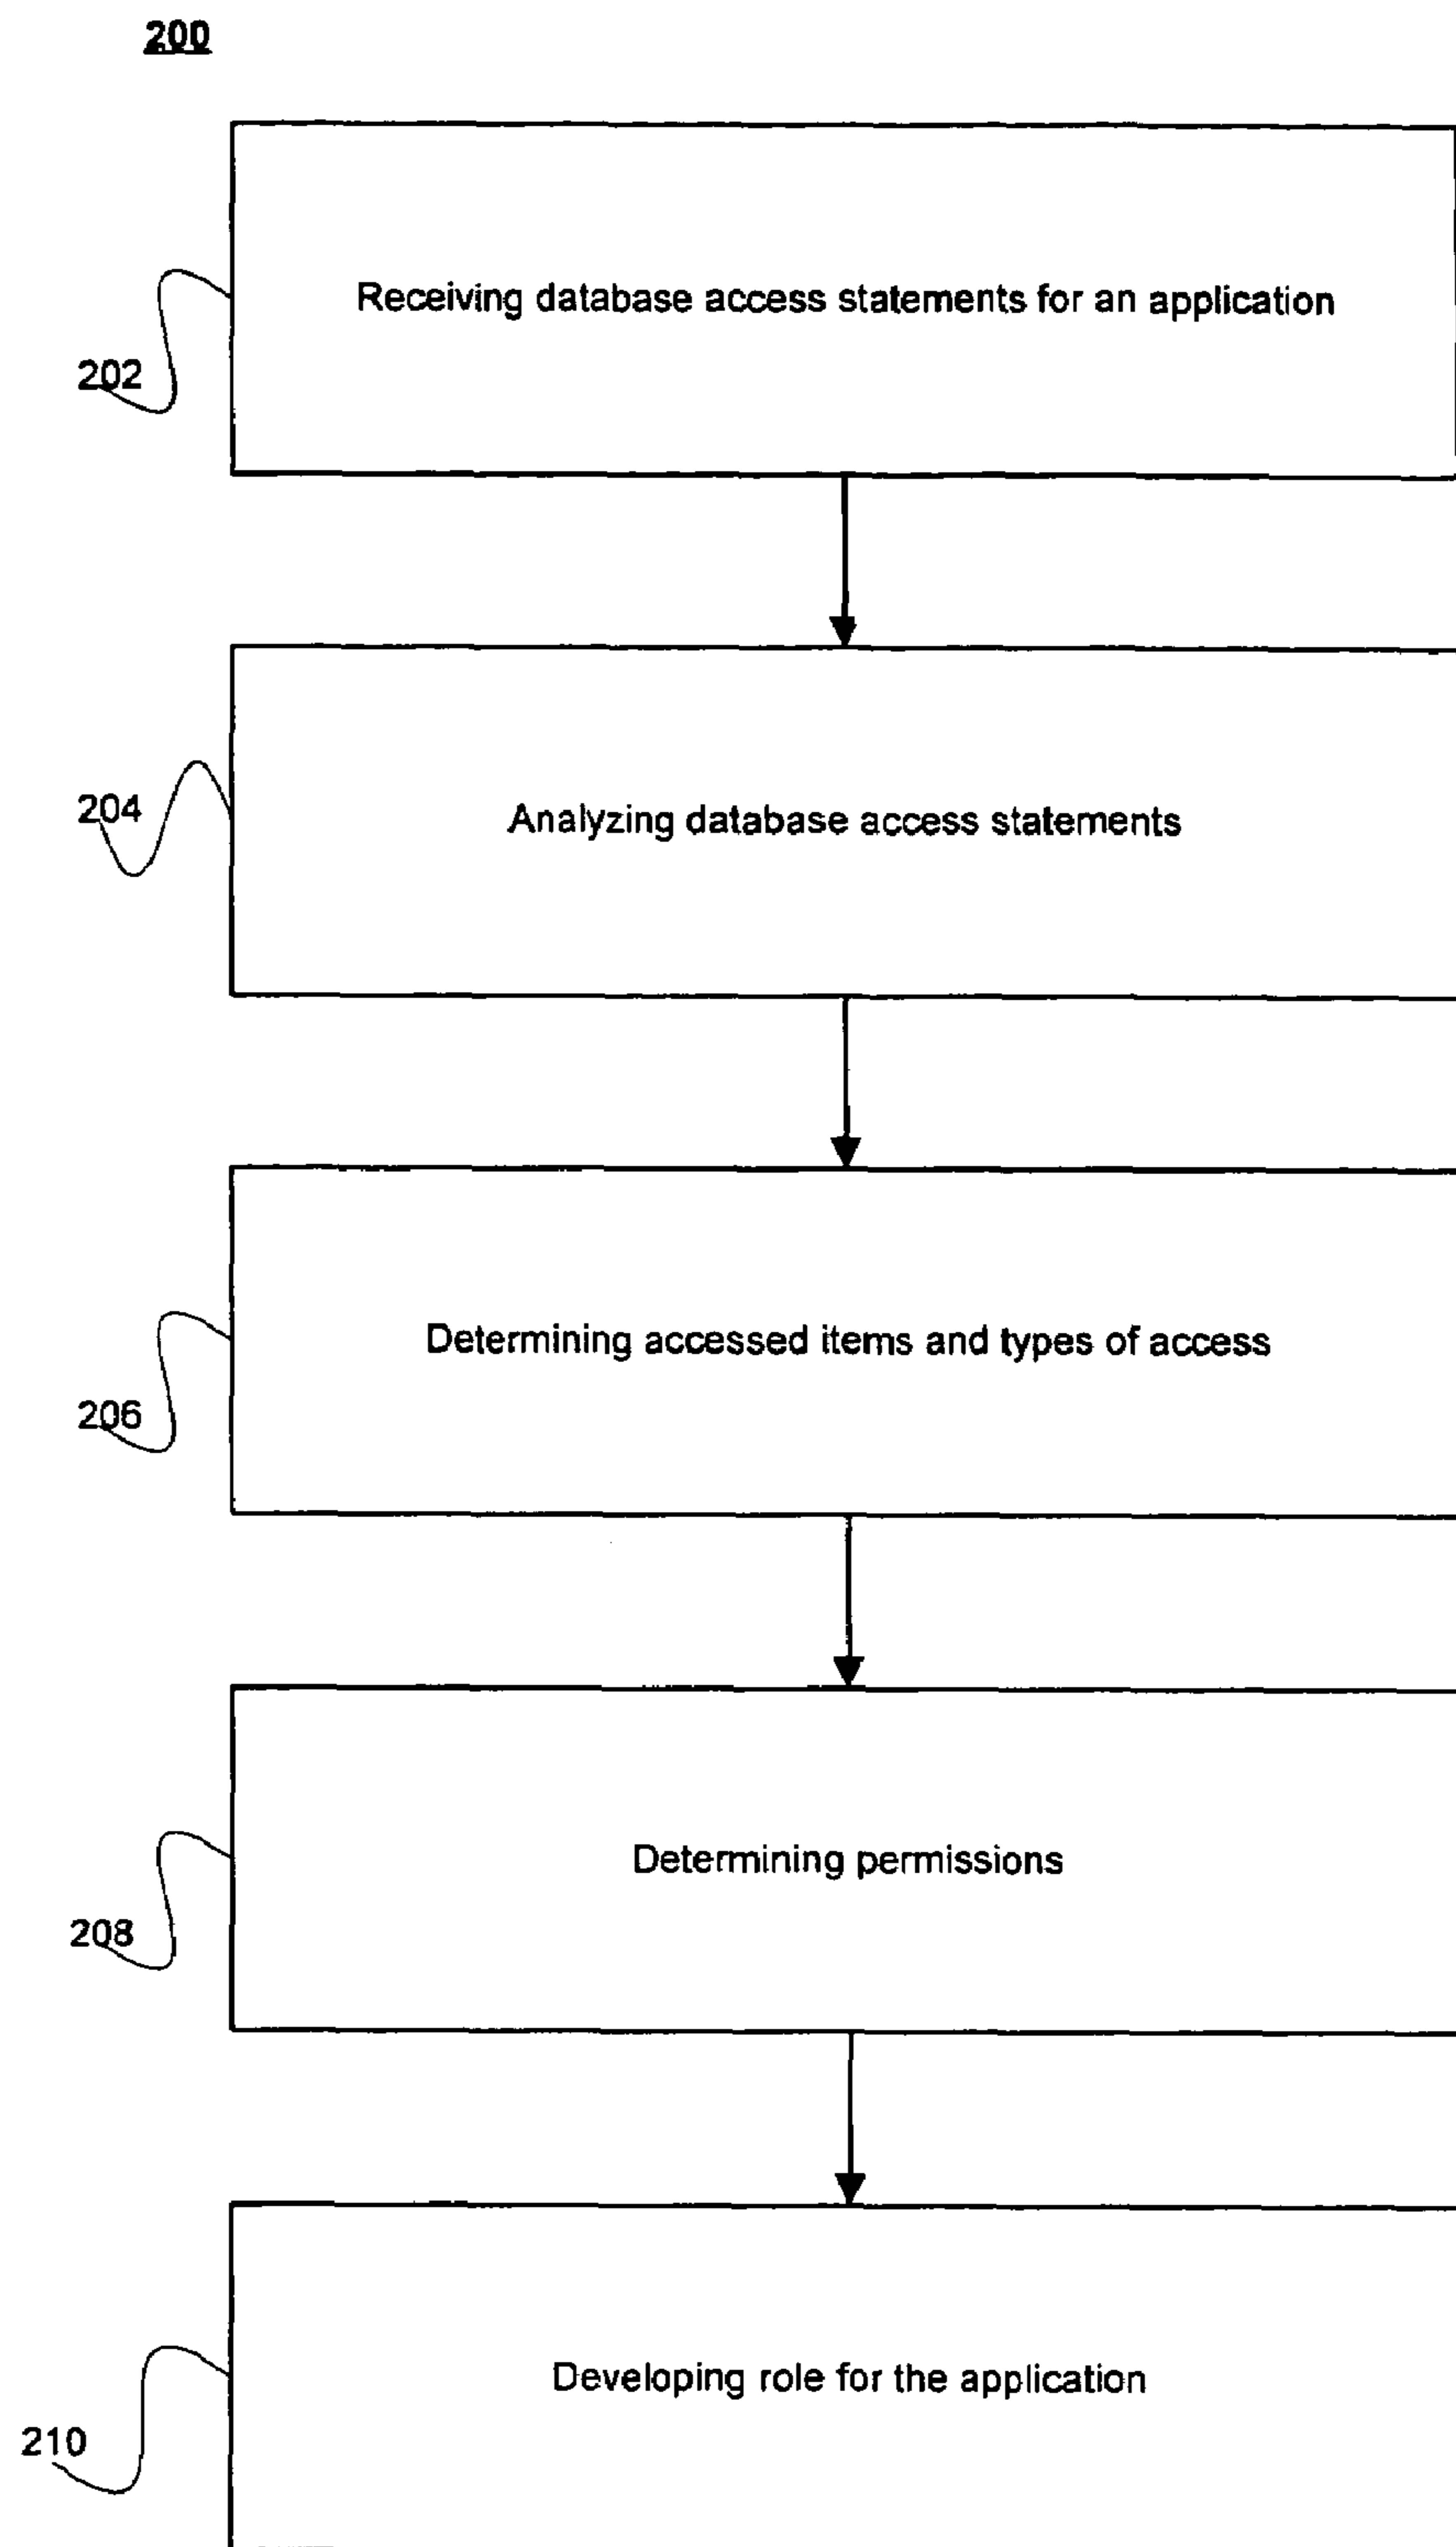 200
Receiving database access statements for an application
202
Analyzing database access statements
204
Determining accessed items and types of access
206
Determining permissions
208
Developing role for the application
210